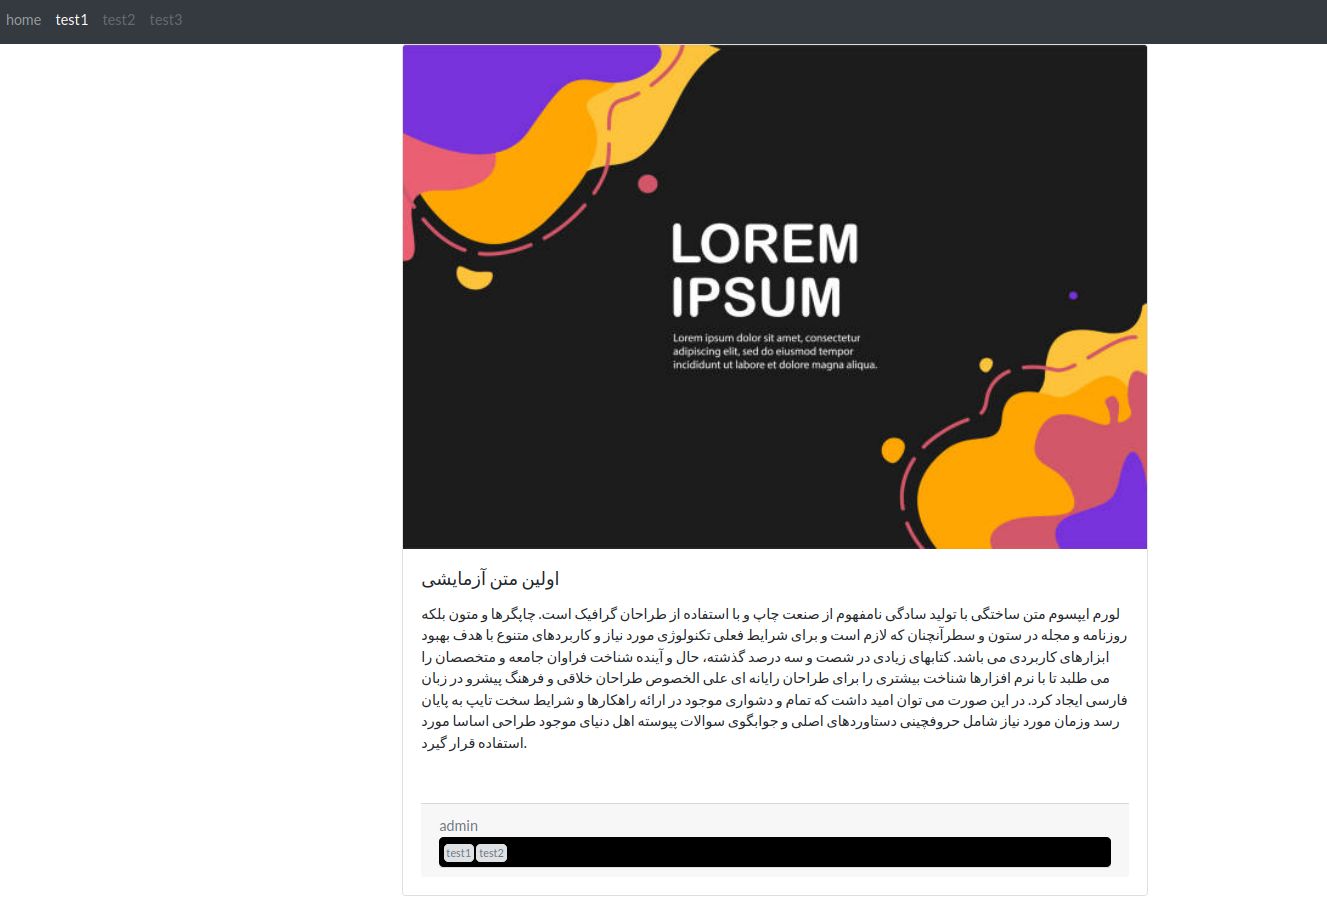 home test1 test2 test3
LOREM
IPSUM
Lorem ipsum dolor sit amet, consectetur
adipiscing elit, sed do eiusmod tempor
incididunt ut labore et dolore magna aliqua.
اولین متن آزمایشی
لورم ایپسوم متن ساختگی با تولید سادگی نامفهوم از صنعت چاپ و با استفاده از طراحان گرافیک است. چاپگرها و متون بلکه
روزنامه و مجله در ستون و سطرآنچنان که لازم است و برای شرایط فعلی تکنولوژی مورد نیاز و کاربردهای متنوع با هدف بهبود
ابزارهای کاربردی می باشد. کتابهای زیادی در شصت و سه درصد گذشته، حال و آینده شناخت فراوان جامعه و متخصصان را
می طلبد تا با نرم افزارها شناخت بیشتری را برای طراحان رایانه ای علی الخصوص طراحان خلاقی و فرهنگ پیشرو در زبان
فارسی ایجاد کرد. در این صورت می توان امید داشت که تمام و دشواری موجود در ارائه راهکارها و شرایط سخت تایپ به پایان
رسد وزمان مورد نیاز شامل حروفچینی دستاوردهای اصلی و جوابگوی سوالات پیوسته اهل دنیای موجود طراحی اساسا مورد
استفاده قرار گیرد.
admin
test1 test2